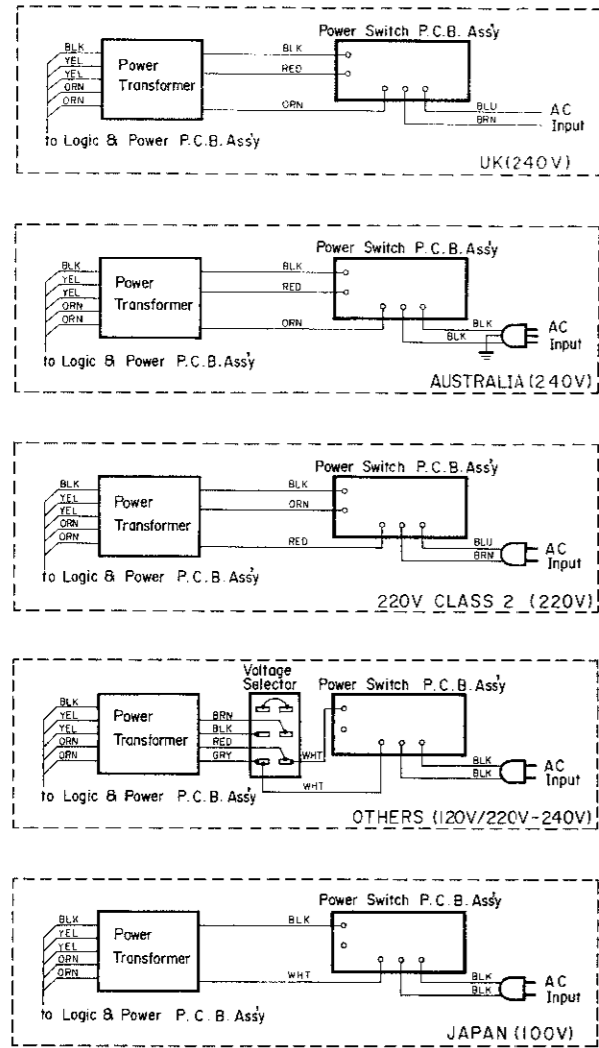 Power Switch P.C.B. Ass'y
BLK
YEL
YEL
ORN
ORN
Power
Transformer
BLK
RED
ORN
BLU
BRN
AC
Input
to Logic & Power P.C.B. Ass'y
UK(240V)
Power Switch P.C.B. Ass'y
BLK
YEL
YEL
ORN
ORN
Power
Transformer
BLK
RED
ORN
BLK
BLK
AC
Input
to Logic & Power P.C.B. Ass'y
AUSTRALIA (240V)
Power Switch P.C.B. Ass'y
BLK
YEL
YEL
ORN
ORN
Power
Transformer
BLK
ORN
RED
BLU
BRN
AC
Input
to Logic & Power P.C.B. Ass'y
220V CLASS 2 (220V)
Voltage
Selector
Power Switch P.C.B. Ass'y
BLK
YEL
YEL
ORN
ORN
Power
Transformer
BRN
BLK
RED
GRY
WHT
WHT
BLK
BLK
AC
Input
to Logic & Power P.C.B. Ass'y
OTHERS (120V/220V-240V)
Power Switch P.C.B. Ass'y
BLK
YEL
YEL
ORN
ORN
Power
Transformer
BLK
WHT
BLK
BLK
AC
Input
to Logic & Power P.C.B. Ass'y
JAPAN (100V)